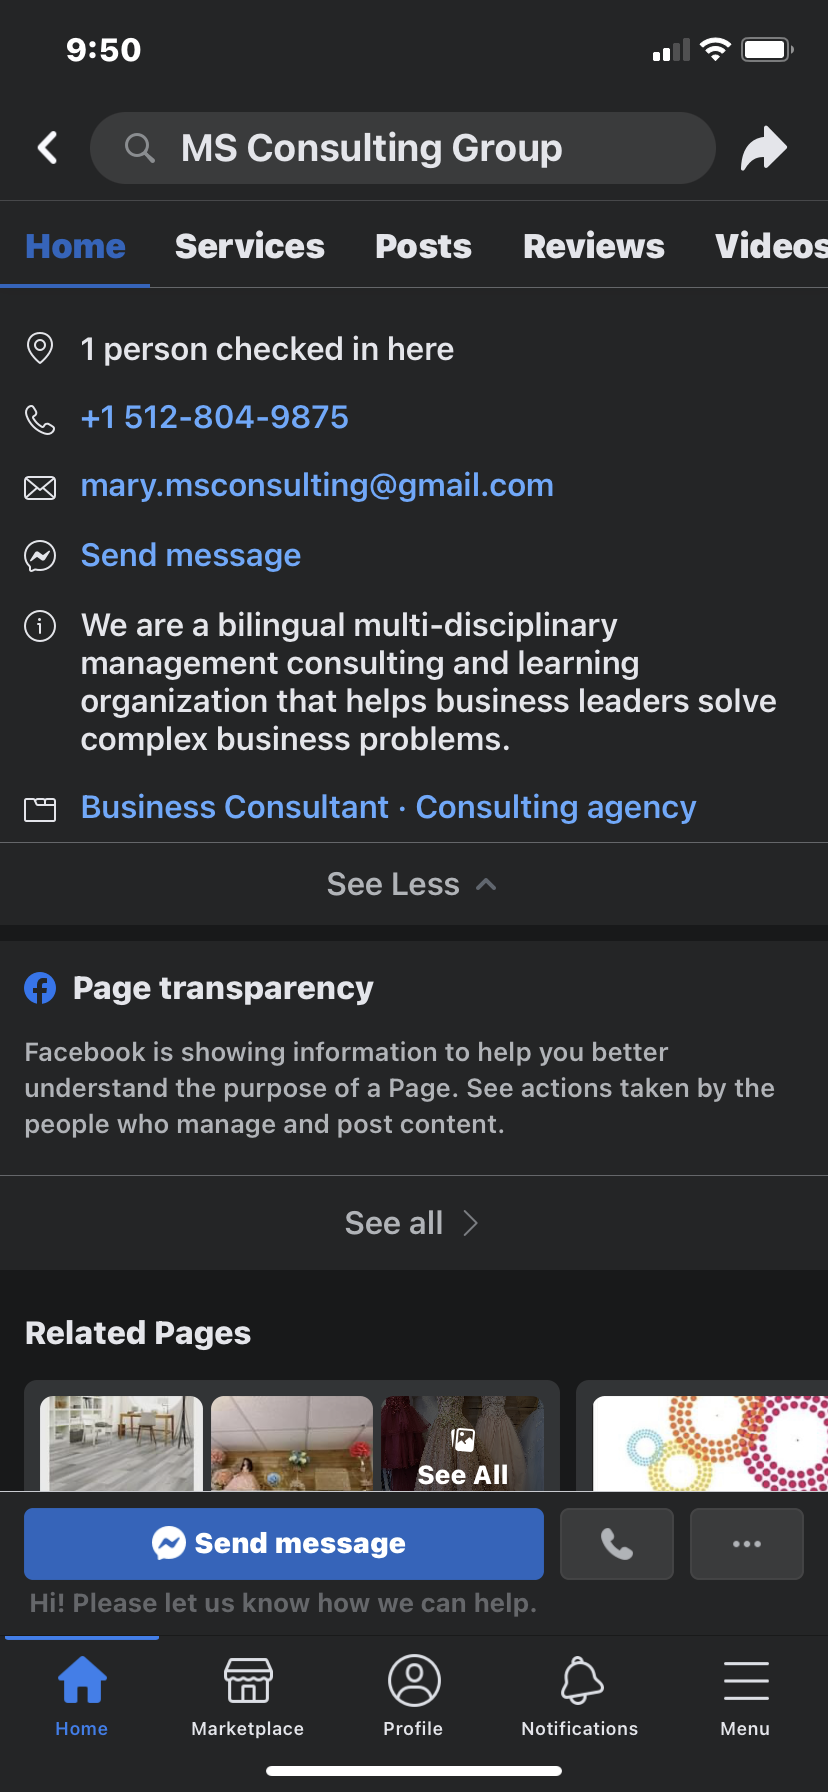 9:50
MS Consulting Group
Home Services Posts Reviews Videos
1 person checked in here
+1 512-804-9875
mary.msconsulting@gmail.com
Send message
We are a bilingual multi-disciplinary
management consulting and learning
organization that helps business leaders solve
complex business problems.
Business Consultant · Consulting agency
See Less
Page transparency
Facebook is showing information to help you better
understand the purpose of a Page. See actions taken by the
people who manage and post content.
See all
Related Pages
See All
Send message
Hi! Please let us know how we can help.
Home Marketplace Profile Notifications Menu